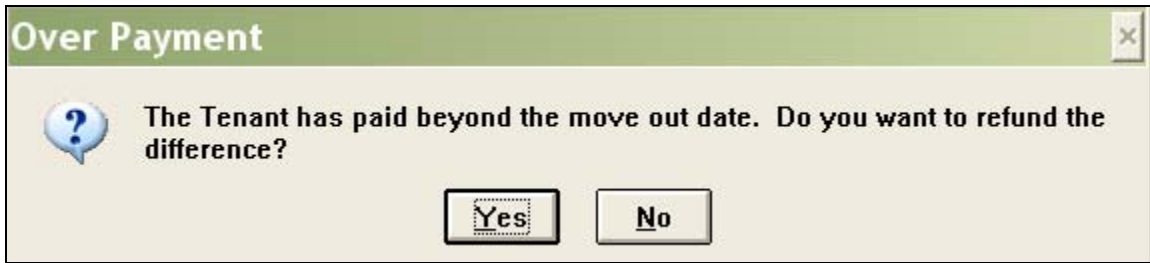 Over Payment
The Tenant has paid beyond the move out date.  Do you want to refund the
difference?
Yes No